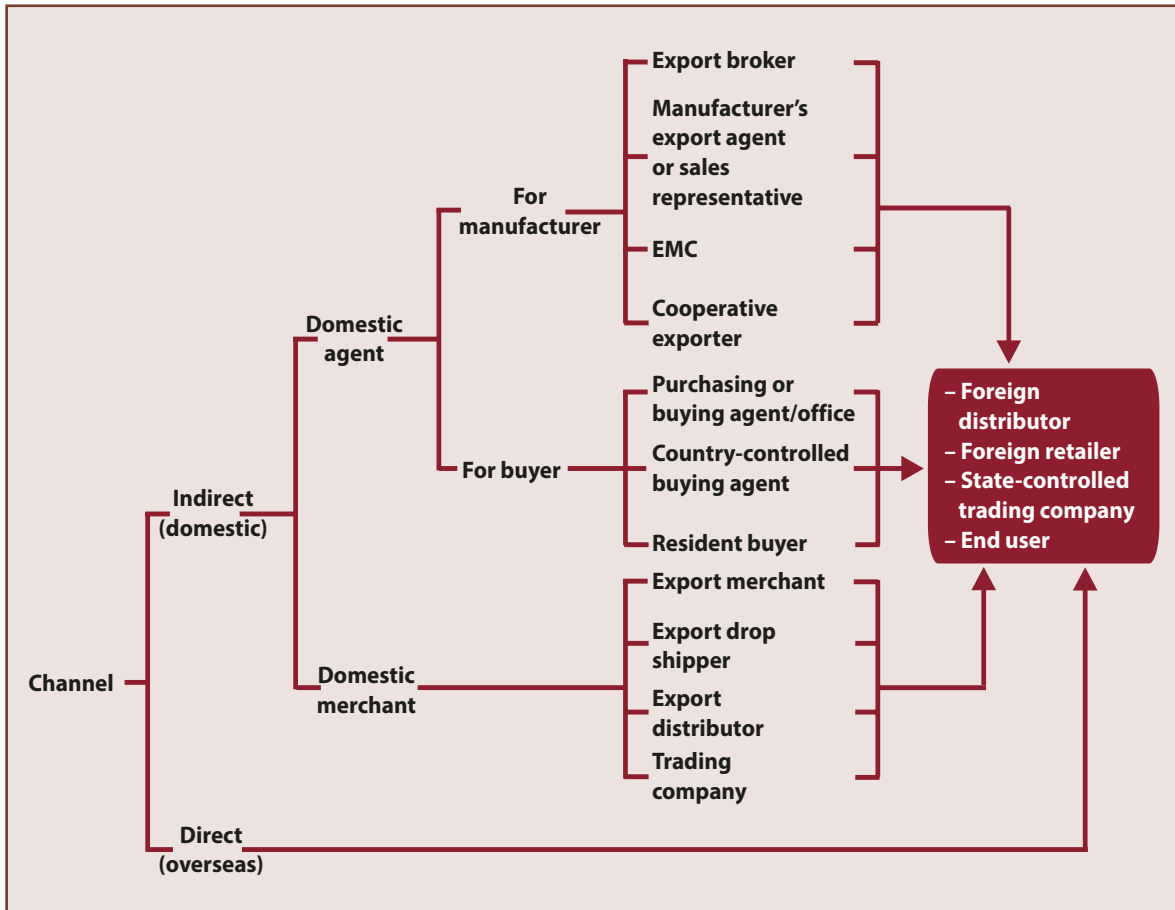 Export broker
Manufacturer's
export agent
or sales
representative
For
manufacturer
EMC
Cooperative
exporter
Domestic
agent
Purchasing or
buying agent/office
Country-controlled
buying agent
For buyer
Resident buyer
– Foreign
distributor
– Foreign retailer
– State-controlled
trading company
– End user
Indirect
(domestic)
Export merchant
Export drop
shipper
Domestic
merchant
Export
distributor
Trading
company
Channel
Direct
(overseas)